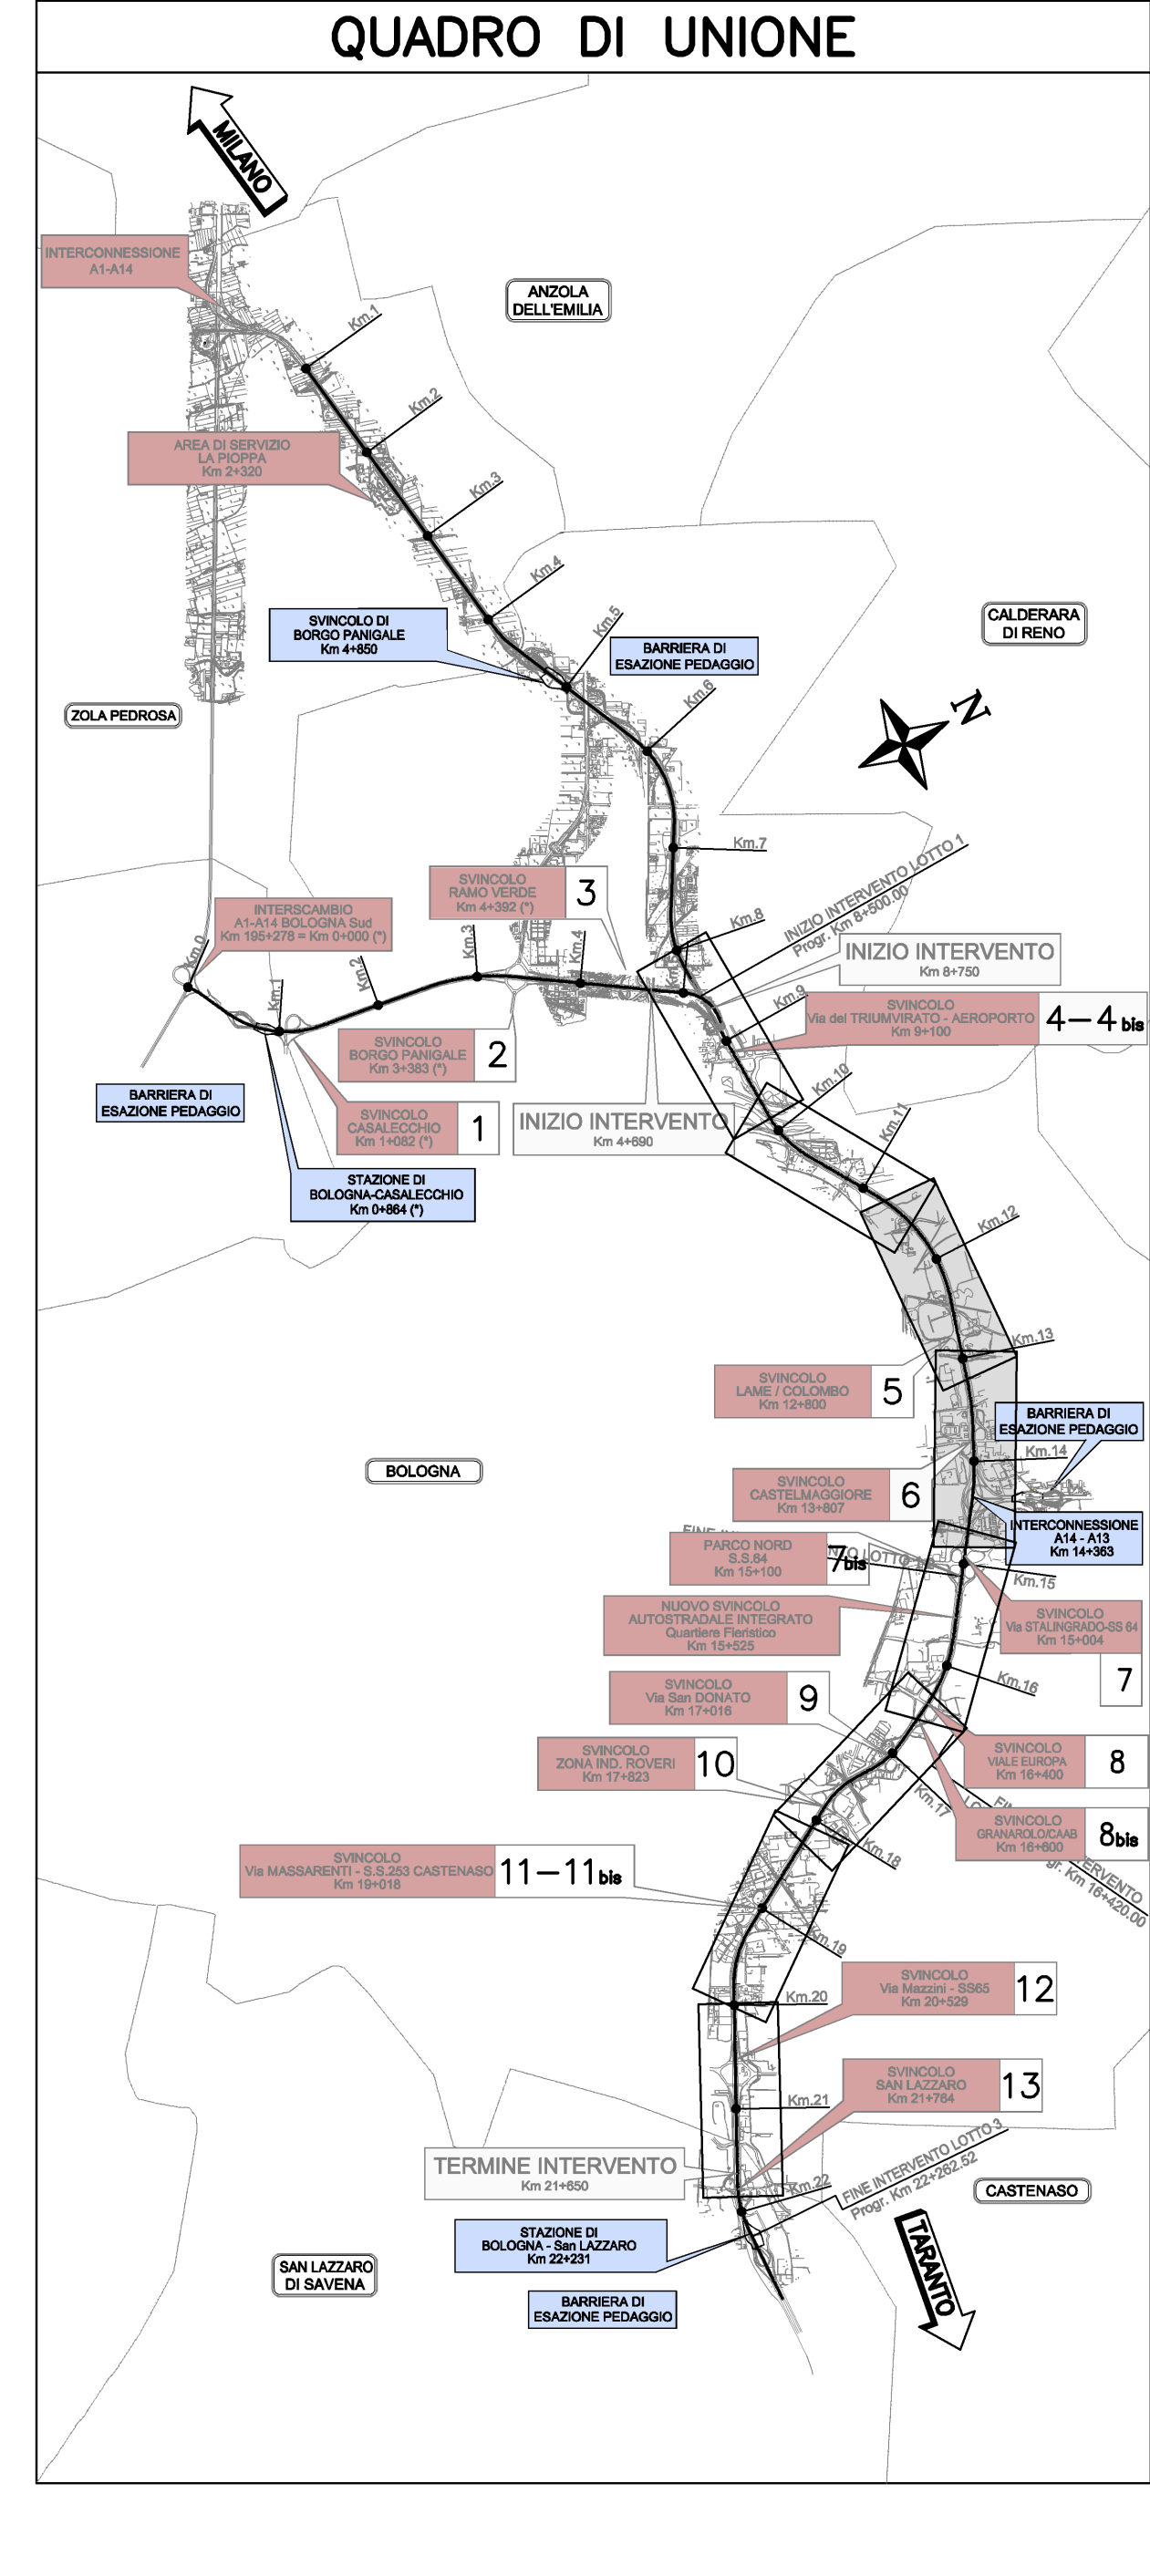 QUADRO DI UNIONE
MILANO
INTERCONNESSIONE
A1-A14
ANZOLA
DELL'EMILIA
Km.1
Km.2
AREA DI SERVIZIO
LA PIOPPA
Km 2+320
Km.3
Km.4
SVINCOLO DI
BORGO PANIGALE
Km 4+850
Km.5
BARRIERA DI
ESAZIONE PEDAGGIO
CALDERARA
DI RENO
Km.6
ZOLA PEDROSA
N
Km.7
SVINCOLO
RAMO VERDE
Km 4+392 (*)
3
INIZIO INTERVENTO LOTTO 1
Progr. Km 8+500.00
INTERSCAMBIO
A1-A14 BOLOGNA Sud
Km 195+278 = Km 0+000 (*)
Km.0
Km.1
Km.2
Km.3
Km.4
Km.8
INIZIO INTERVENTO
Km 8+750
Km.9
SVINCOLO
Via del TRIUMVIRATO - AEROPORTO
Km 9+100
4-4 bis
SVINCOLO
BORGO PANIGALE
Km 3+383 (*)
2
BARRIERA DI
ESAZIONE PEDAGGIO
SVINCOLO
CASALECCHIO
Km 1+082 (*)
1
INIZIO INTERVENTO
Km 4+690
Km.10
Km.11
STAZIONE DI
BOLOGNA-CASALECCHIO
Km 0+864 (*)
Km.12
Km.13
SVINCOLO
LAME / COLOMBO
Km 12+800
5
BARRIERA DI
ESAZIONE PEDAGGIO
Km.14
BOLOGNA
SVINCOLO
CASTELMAGGIORE
Km 13+807
6
INTERCONNESSIONE
A14 - A13
Km 14+363
PARCO NORD
S.S.64
Km 15+100
7bis
LOTTO
Km.15
NUOVO SVINCOLO
AUTOSTRADALE INTEGRATO
Quartiere Fieristico
Km 15+525
SVINCOLO
Via STALINGRADO-SS 64
Km 15+004
7
Km.16
SVINCOLO
Via San DONATO
Km 17+016
9
SVINCOLO
ZONA IND. ROVERI
Km 17+823
10
SVINCOLO
VIALE EUROPA
Km 16+400
8
Km.17
SVINCOLO
GRANAROLO/CAAB
Km 16+600
8bis
Km 16+420.00
Km.18
SVINCOLO
Via MASSARENTI - S.S.253 CASTENASO
Km 19+018
11-11bis
Km.19
SVINCOLO
Via Mazzini - SS65
Km 20+529
12
Km.20
SVINCOLO
SAN LAZZARO
Km 21+764
13
Km.21
TERMINE INTERVENTO
Km 21+650
Km.22
FINE INTERVENTO LOTTO 3
Progr. Km 22+262.52
CASTENASO
STAZIONE DI
BOLOGNA - San LAZZARO
Km 22+231
SAN LAZZARO
DI SAVENA
TARANTO
BARRIERA DI
ESAZIONE PEDAGGIO